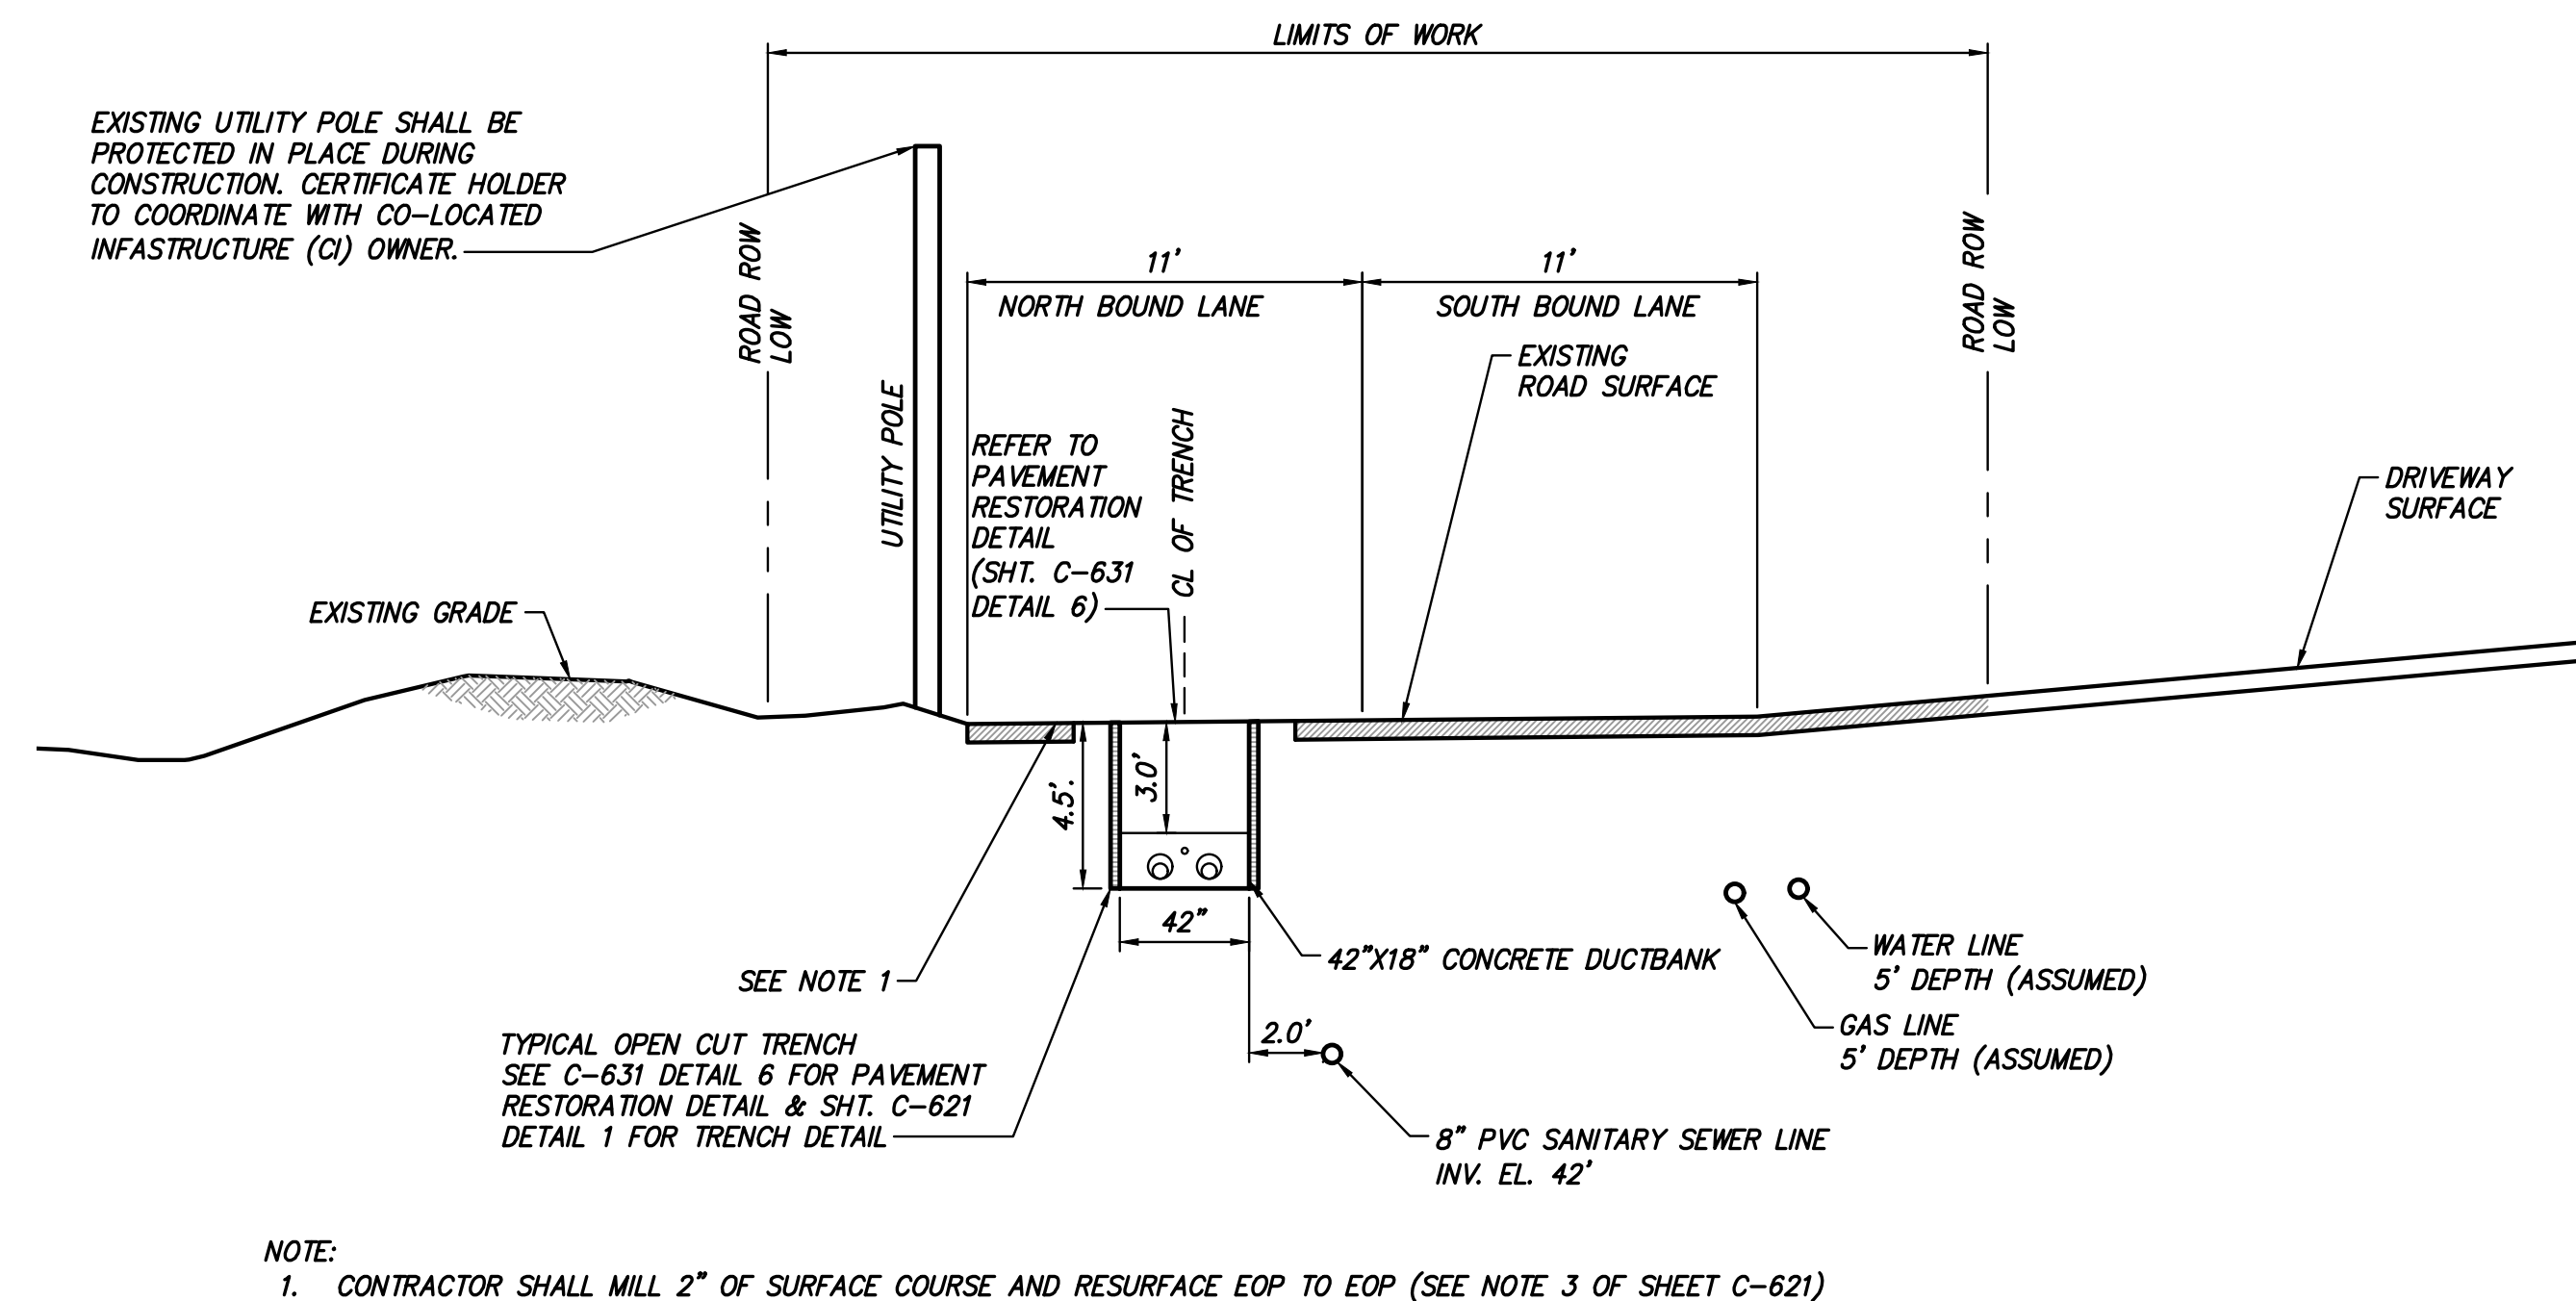 LIMITS OF WORK
EXISTING UTILITY POLE SHALL BE
PROTECTED IN PLACE DURING
CONSTRUCTION. CERTIFICATE HOLDER
TO COORDINATE WITH CO-LOCATED
INFASTRUCTURE (CI) OWNER.
ROAD ROW
LOW
UTILITY POLE
11'
NORTH BOUND LANE
11'
SOUTH BOUND LANE
ROAD ROW
LOW
EXISTING
ROAD SURFACE
REFER TO
PAVEMENT
RESTORATION
DETAIL
(SHT. C-631
DETAIL 6)
CL OF TRENCH
DRIVEWAY
SURFACE
EXISTING GRADE
4.5'.
3.0'
42"
42"X18" CONCRETE DUCTBANK
SEE NOTE 1
WATER LINE
5' DEPTH (ASSUMED)
GAS LINE
5' DEPTH (ASSUMED)
2.0'
TYPICAL OPEN CUT TRENCH
SEE C-631 DETAIL 6 FOR PAVEMENT
RESTORATION DETAIL & SHT. C-621
DETAIL 1 FOR TRENCH DETAIL
8" PVC SANITARY SEWER LINE
INV. EL. 42'
NOTE:
1. CONTRACTOR SHALL MILL 2" OF SURFACE COURSE AND RESURFACE EOP TO EOP (SEE NOTE 3 OF SHEET C-621)